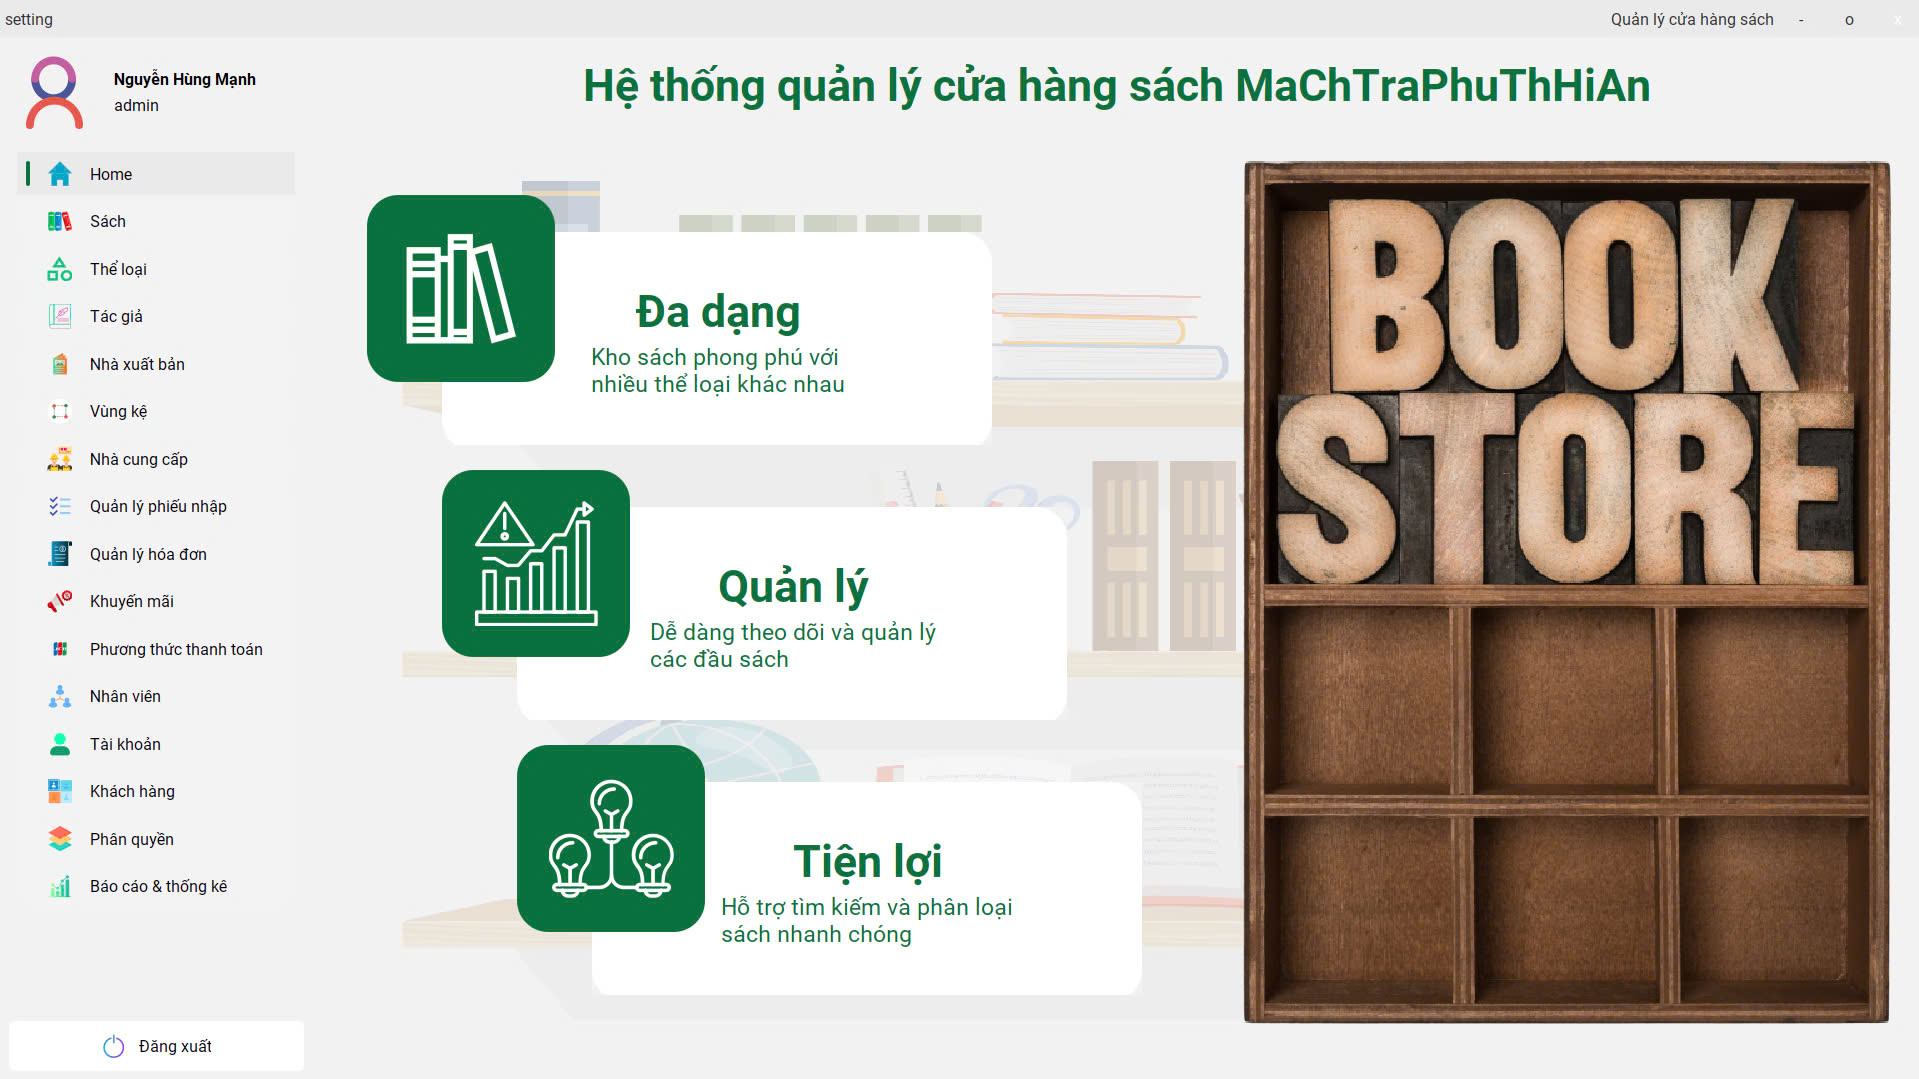 setting
Quản lý cửa hàng sách - o x
Nguyễn Hùng Mạnh
admin
Home
Sách
Thể loại
Tác giả
Nhà xuất bản
Vùng kệ
Nhà cung cấp
Quản lý phiếu nhập
Quản lý hóa đơn
Khuyến mãi
Phương thức thanh toán
Nhân viên
Tài khoản
Khách hàng
Phân quyền
Báo cáo & thống kê
Đăng xuất
Hệ thống quản lý cửa hàng sách MaChTraPhuThHiAn
Đa dạng
Kho sách phong phú với
nhiều thể loại khác nhau
Quản lý
Dễ dàng theo dõi và quản lý
các đầu sách
Tiện lợi
Hỗ trợ tìm kiếm và phân loại
sách nhanh chóng
BOOK
STORE